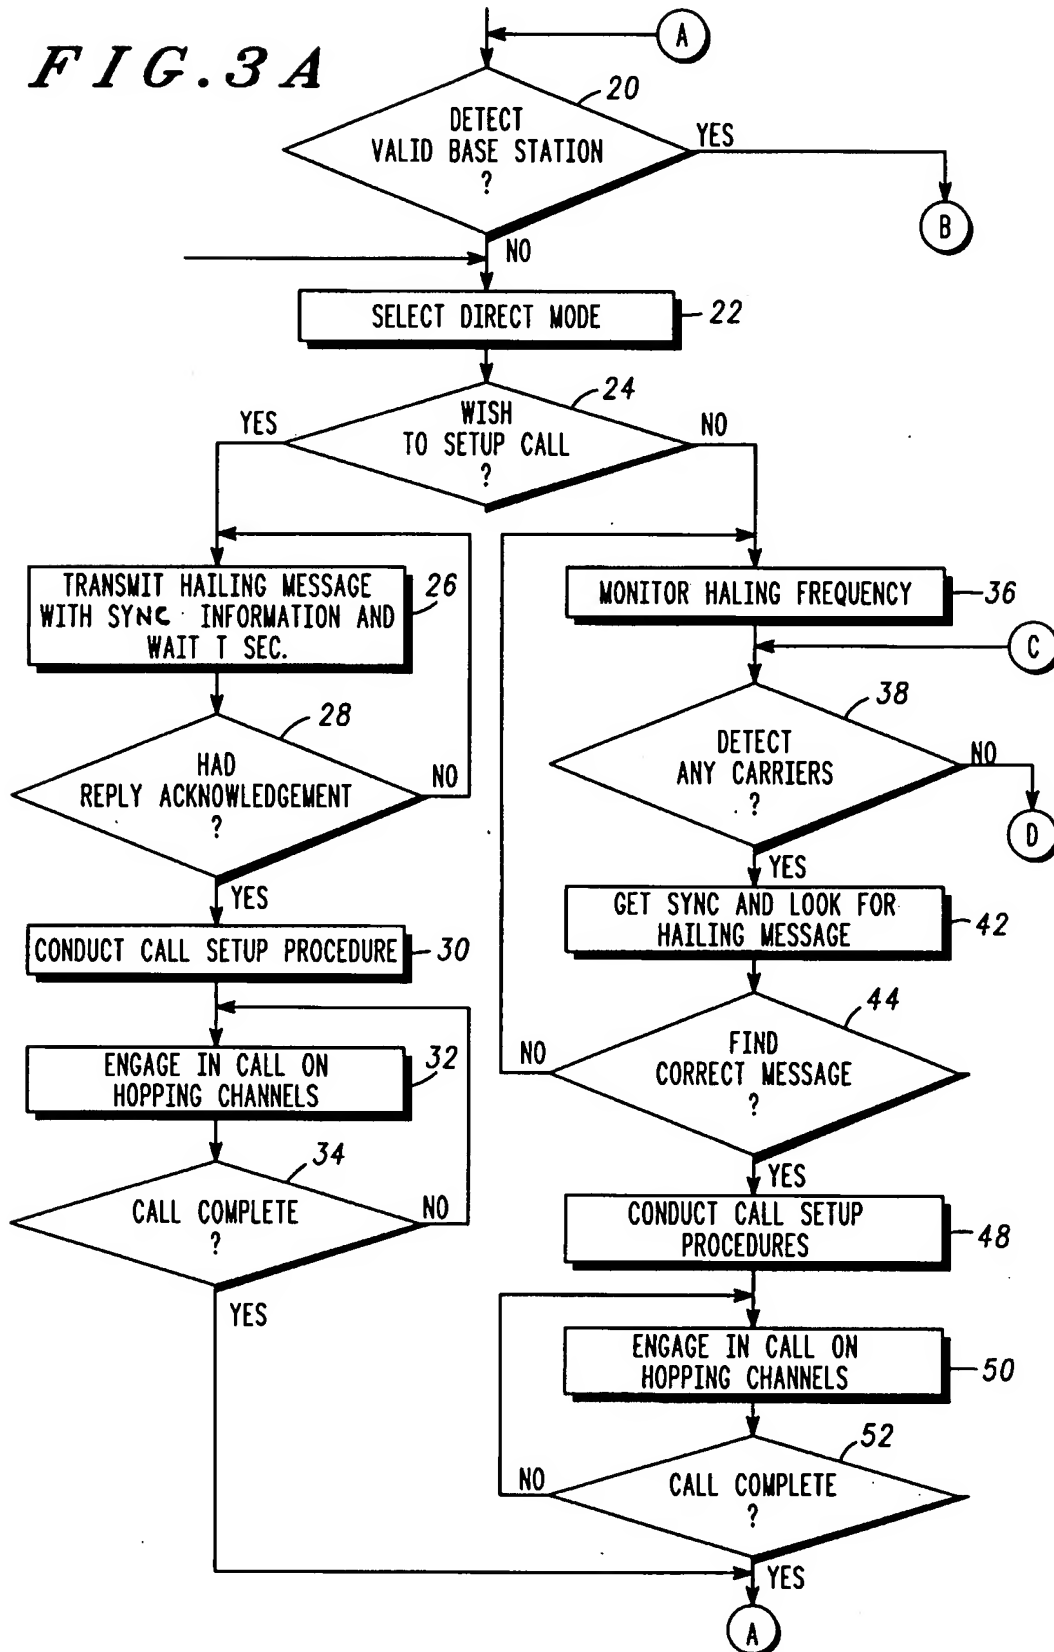 FIG.3A
A
20
DETECT
VALID BASE STATION
?
YES
B
NO
SELECT DIRECT MODE
22
24
WISH
TO SETUP CALL
?
YES
NO
TRANSMIT HAILING MESSAGE
WITH SYNC INFORMATION AND
WAIT T SEC.
26
28
HAD
REPLY ACKNOWLEDGEMENT
?
NO
YES
CONDUCT CALL SETUP PROCEDURE
30
ENGAGE IN CALL ON
HOPPING CHANNELS
32
34
CALL COMPLETE
?
NO
YES
MONITOR HALING FREQUENCY
36
C
38
DETECT
ANY CARRIERS
?
NO
D
YES
GET SYNC AND LOOK FOR
HAILING MESSAGE
42
44
FIND
CORRECT MESSAGE
?
NO
YES
CONDUCT CALL SETUP
PROCEDURES
48
ENGAGE IN CALL ON
HOPPING CHANNELS
50
52
CALL COMPLETE
?
NO
YES
A